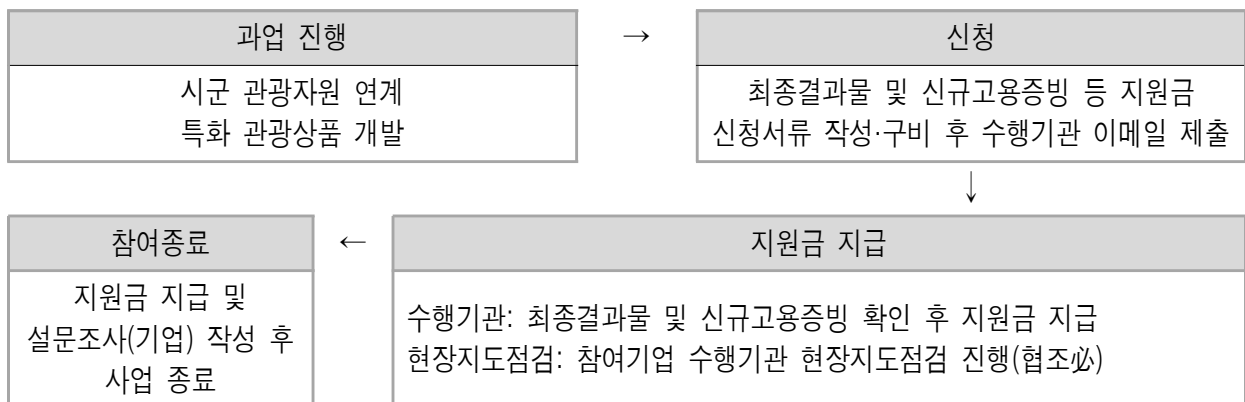 과업 진행
→
신청
시군 관광자원 연계
특화 관광상품 개발
최종결과물 및 신규고용증빙 등 지원금
신청서류 작성·구비 후 수행기관 이메일 제출
↓
지원금 지급
수행기관: 최종결과물 및 신규고용증빙 확인 후 지원금 지급
현장지도점검: 참여기업 수행기관 현장지도점검 진행(협조必)
←
참여종료
지원금 지급 및
설문조사(기업) 작성 후
사업 종료